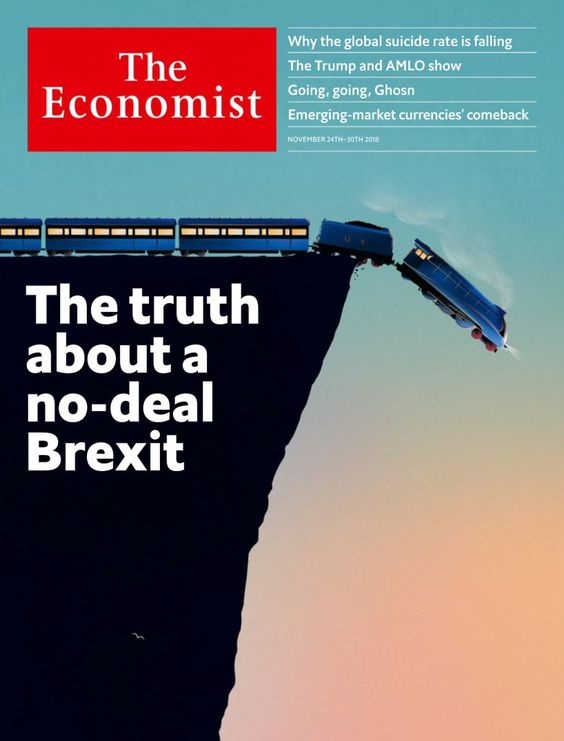 The
Economist
Why the global suicide rate is falling
The Trump and AMLO show
Going, going, Ghosn
Emerging-market currencies’ comeback
NOVEMBER 24TH–30TH 2018
U K
The truth
about a
no-deal
Brexit